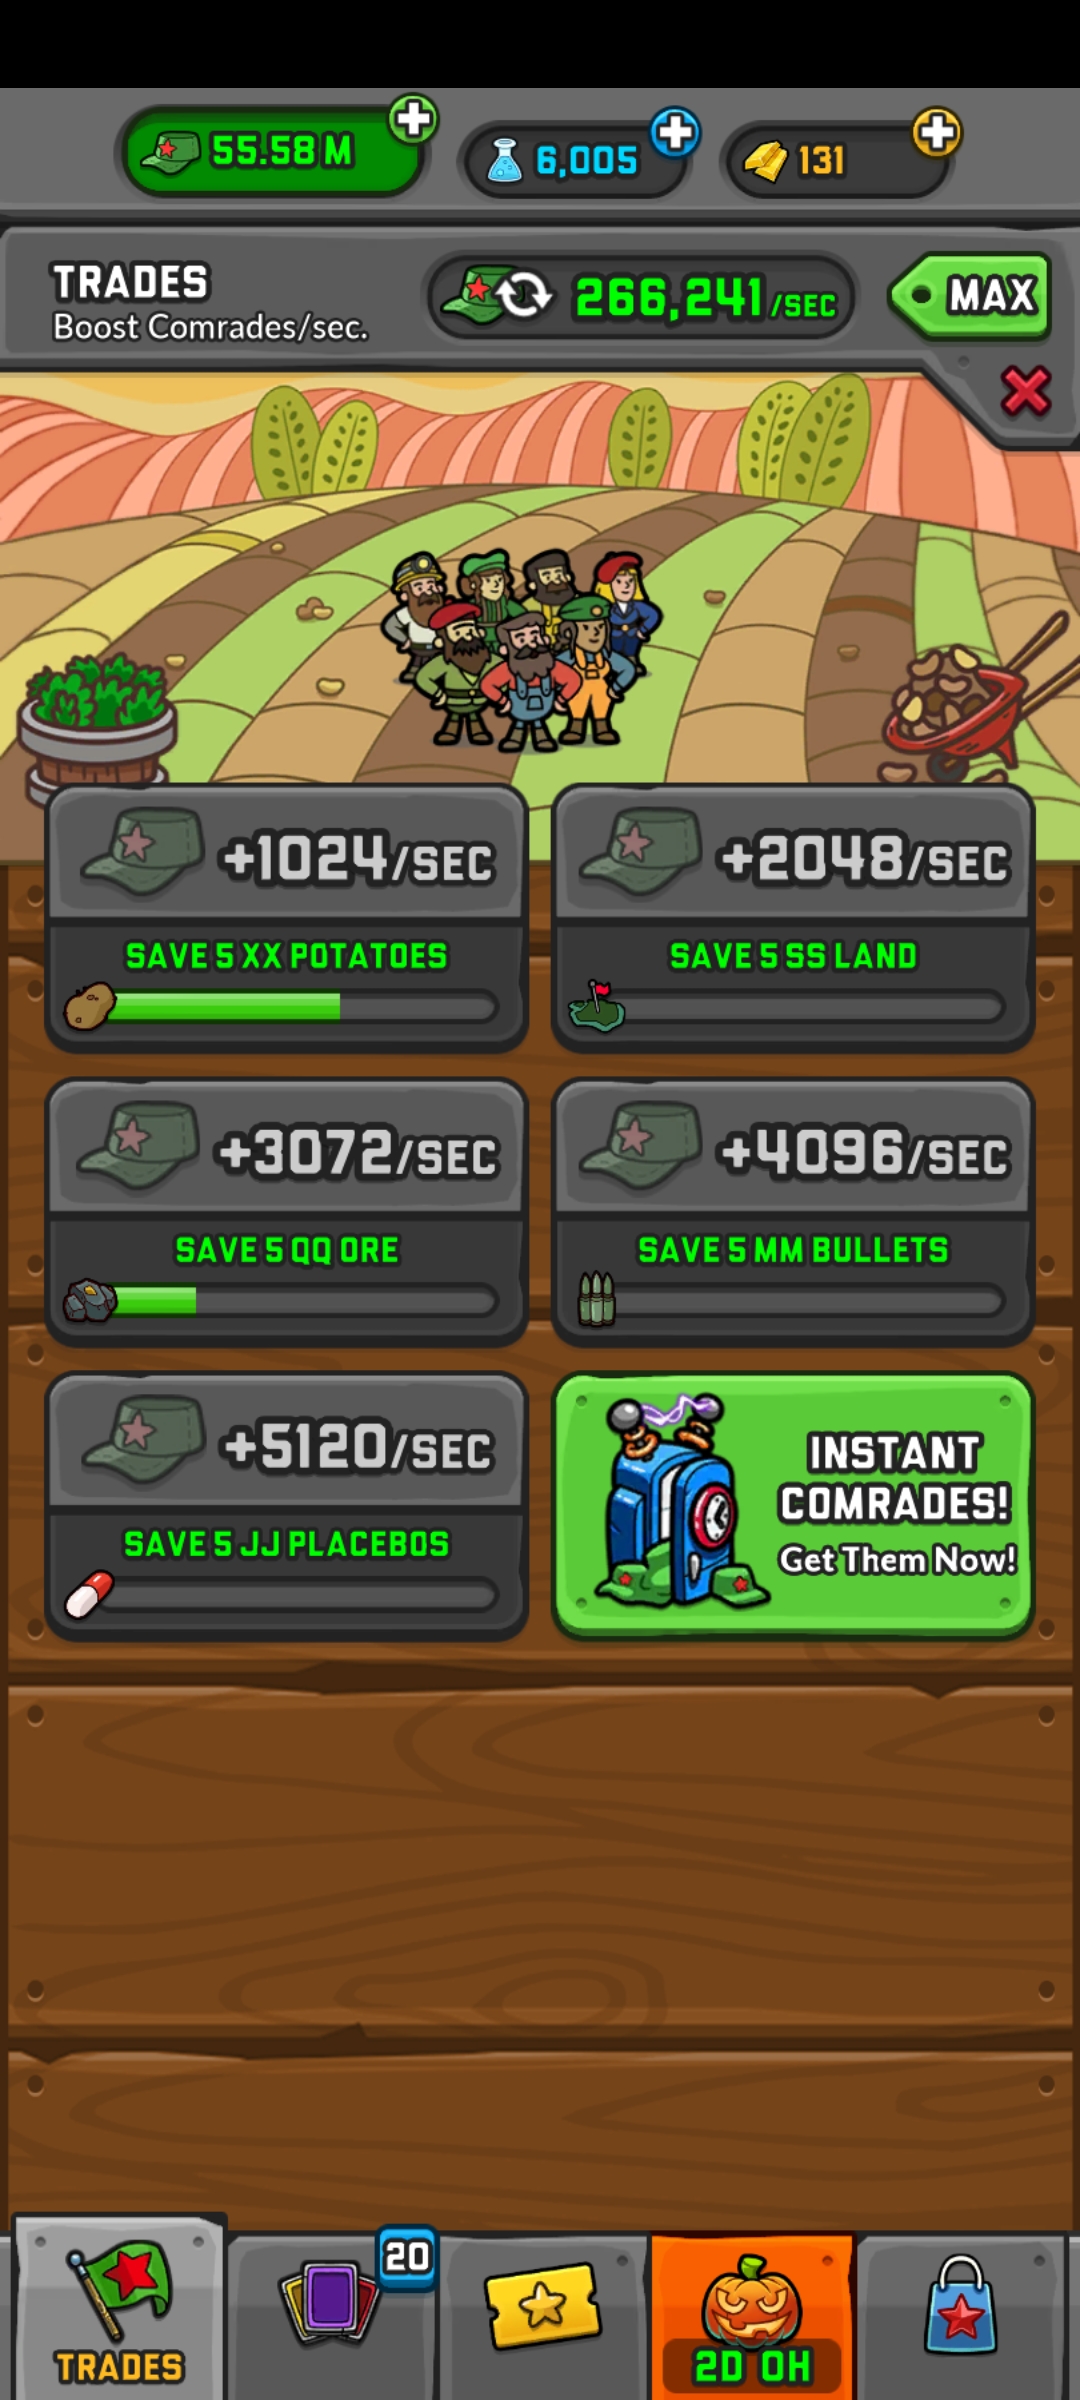 55.58 M
6,005
131
TRADES
Boost Comrades/sec.
266,241/SEC
MAX
+1024/SEC
+2048/SEC
SAVE 5 XX POTATOES
SAVE 5 SS LAND
+3072/SEC
+4096/SEC
SAVE 5 QQ ORE
SAVE 5 MM BULLETS
+5120/SEC
INSTANT
COMRADES!
Get Them Now!
SAVE 5 JJ PLACEBOS
20
TRADES
2D 0H